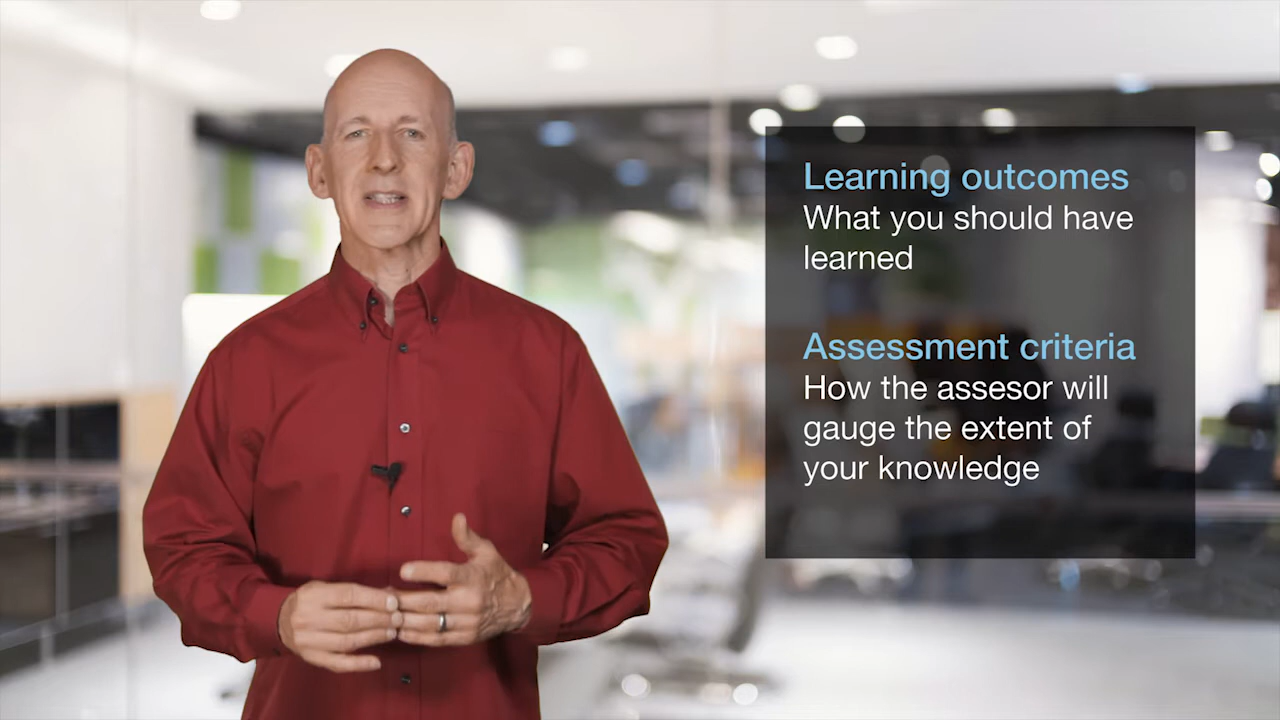 Learning outcomes
What you should have
learned
Assessment criteria
How the assesor will
gauge the extent of
your knowledge